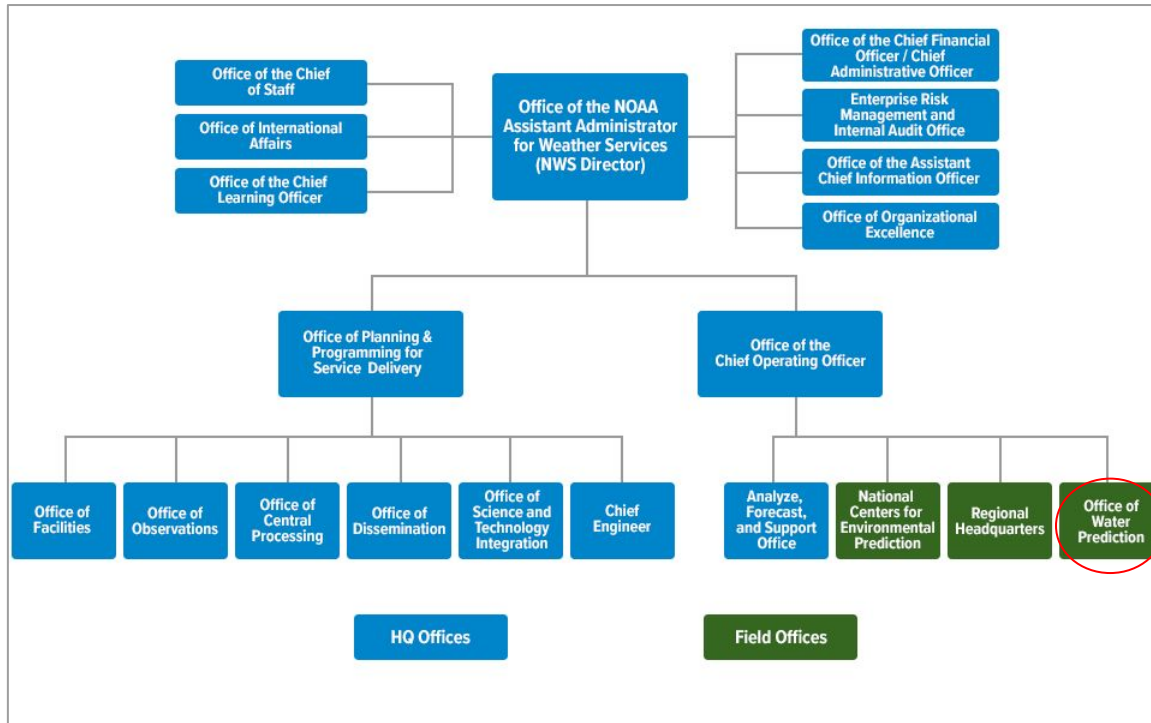 Office of the Chief
of Staff
Office of International
Affairs
Office of the Chief
Learning Officer
Office of the NOAA
Assistant Administrator
for Weather Services
(NWS Director)
Office of the Chief Financial
Officer / Chief
Administrative Officer
Enterprise Risk
Management and
Internal Audit Office
Office of the Assistant
Chief Information Officer
Office of Organizational
Excellence
Office of Planning &
Programming for
Service Delivery
Office of the
Chief Operating Officer
Office of
Facilities
Office of
Observations
Office of
Central
Processing
Office of
Dissemination
Office of
Science and
Technology
Integration
Chief
Engineer
Analyze,
Forecast,
and Support
Office
National
Centers for
Environmental
Prediction
Regional
Headquarters
Office of
Water
Prediction
HQ Offices
Field Offices